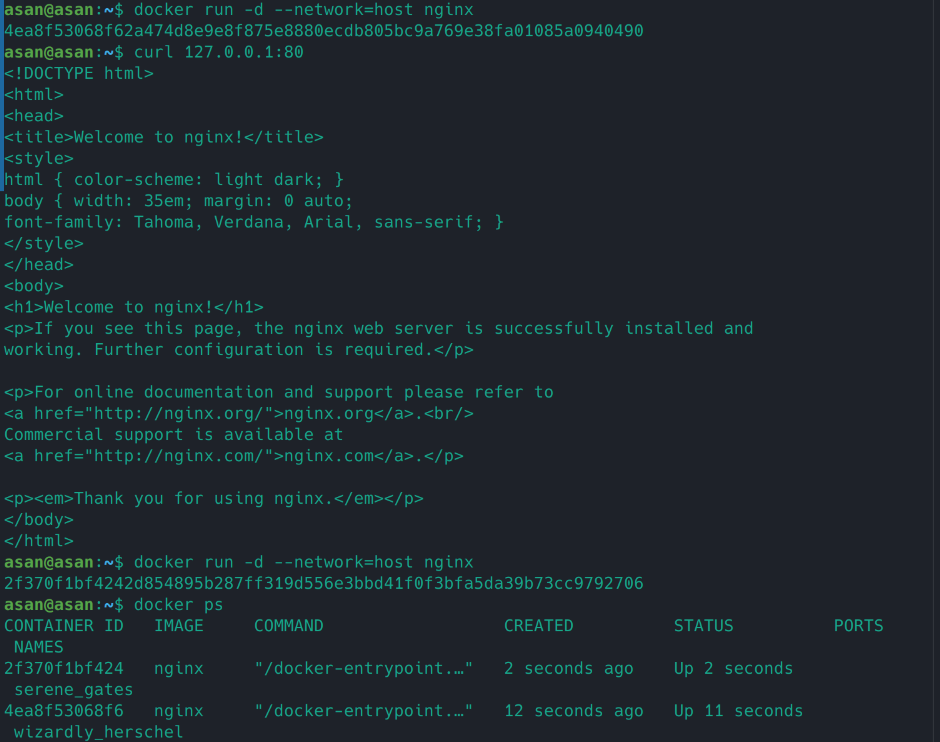 asan@asan:~$ docker run -d --network=host nginx
4ea8f53068f62a474d8e9e8f875e8880ecdb805bc9a769e38fa01085a0940490
asan@asan:~$ curl 127.0.0.1:80
<!DOCTYPE html>
<html>
<head>
<title>Welcome to nginx!</title>
<style>
html { color-scheme: light dark; }
body { width: 35em; margin: 0 auto;
font-family: Tahoma, Verdana, Arial, sans-serif; }
</style>
</head>
<body>
<h1>Welcome to nginx!</h1>
<p>If you see this page, the nginx web server is successfully installed and
working. Further configuration is required.</p>

<p>For online documentation and support please refer to
<a href="http://nginx.org/">nginx.org</a>.<br/>
Commercial support is available at
<a href="http://nginx.com/">nginx.com</a>.</p>

<p><em>Thank you for using nginx.</em></p>
</body>
</html>
asan@asan:~$ docker run -d --network=host nginx
2f370f1bf4242d854895b287ff319d556e3bbd41f0f3bfa5da39b73cc9792706
asan@asan:~$ docker ps
CONTAINER ID   IMAGE     COMMAND                  CREATED          STATUS          PORTS
 NAMES
2f370f1bf424   nginx     "/docker-entrypoint.…"   2 seconds ago    Up 2 seconds
 serene_gates
4ea8f53068f6   nginx     "/docker-entrypoint.…"   12 seconds ago   Up 11 seconds
 wizardly_herschel